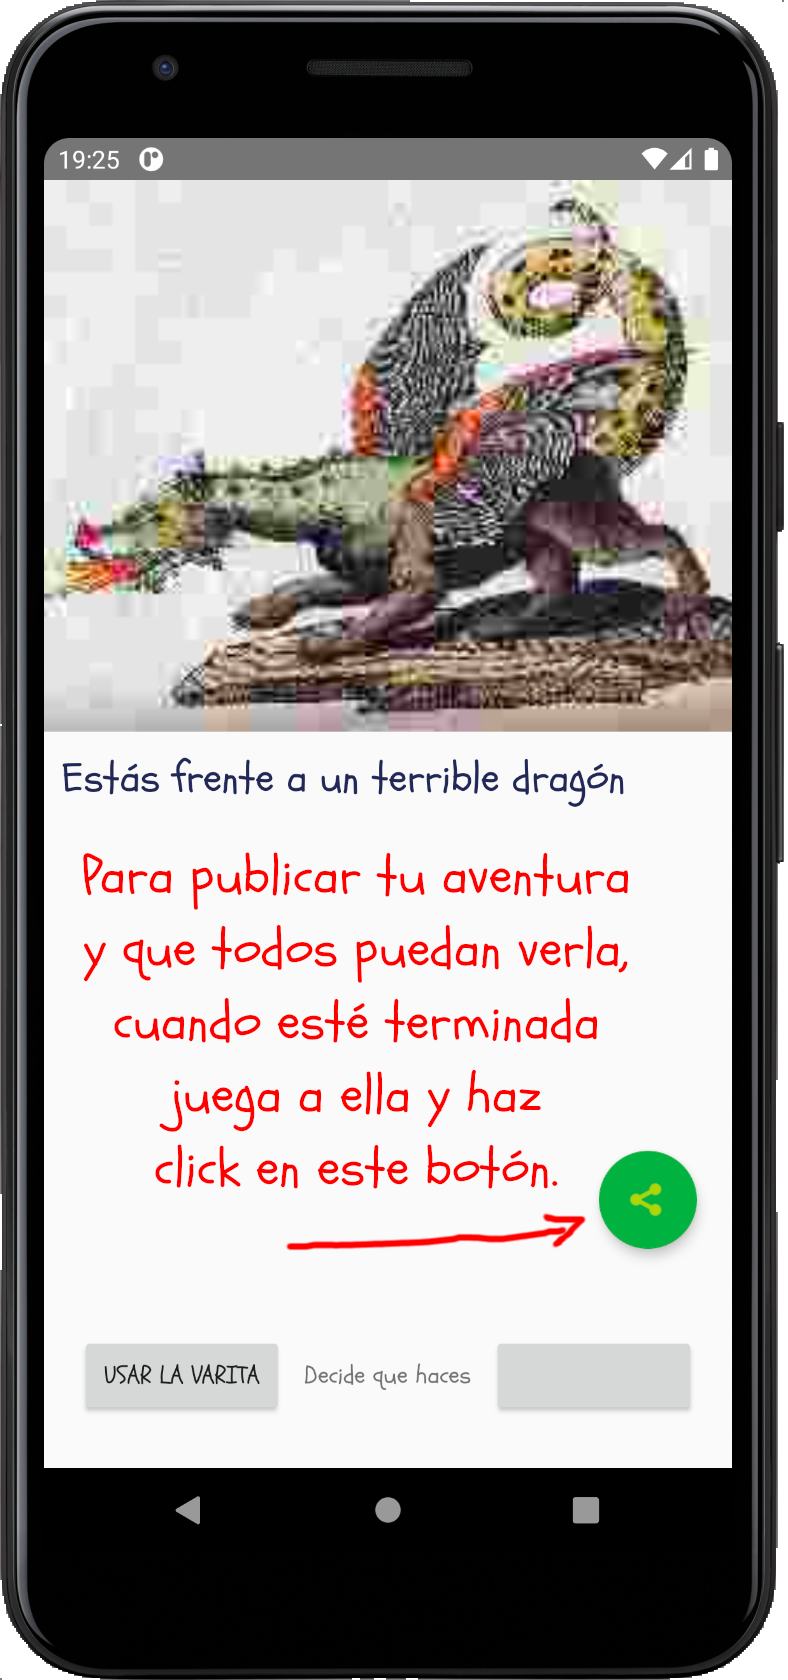 19:25
Estás frente a un terrible dragón
Para publicar tu aventura
y que todos puedan verla,
cuando esté terminada
juega a ella y haz
click en este botón.
USAR LA VARITA Decide que haces